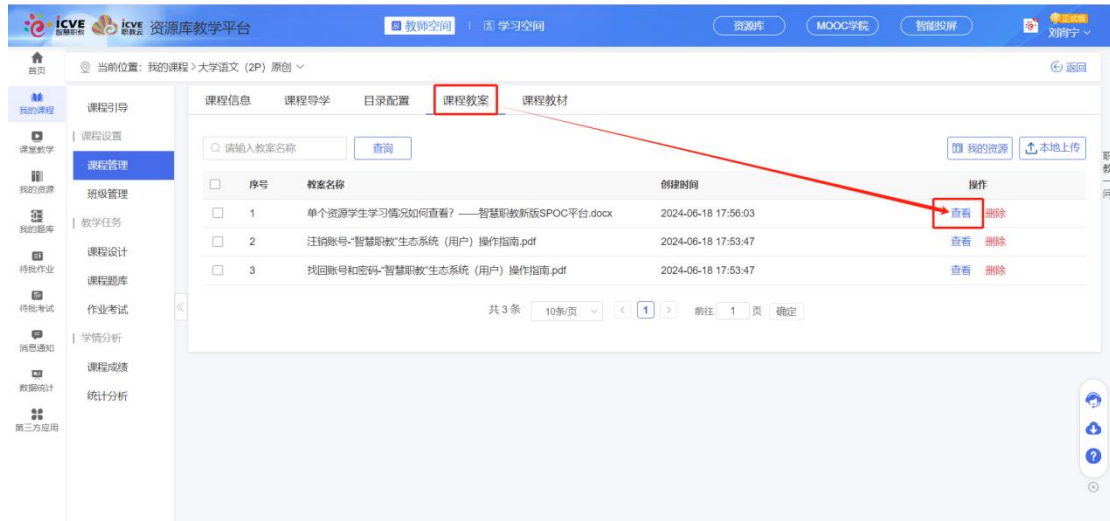 icve 智慧职教 icve 职教云 资源库教学平台
教师空间 学习空间
资源库 MOOC学院 智能投屏
正式版
刘尚宁
首页
当前位置：我的课程>大学语文（2P）原创
返回
我的课程
课堂教学
我的资源
我的题库
待批作业
待批考试
消息通知
数据统计
第三方应用
课程引导
课程设置
课程管理
班级管理
教学任务
课程设计
课程题库
作业考试
学情分析
课程成绩
统计分析
课程信息 课程导学 目录配置 课程教案 课程教材
请输入教案名称 查询 我的资源 本地上传
序号 教案名称 创建时间 操作
1 单个资源学生学习情况如何查看？——智慧职教新版SPOC平台.docx 2024-06-18 17:56:03 查看 删除
2 注销账号-“智慧职教”生态系统（用户）操作指南.pdf 2024-06-18 17:53:47 查看 删除
3 找回账号和密码-“智慧职教”生态系统（用户）操作指南.pdf 2024-06-18 17:53:47 查看 删除
共 3 条 10条/页 < 1 > 前往 1 页 确定